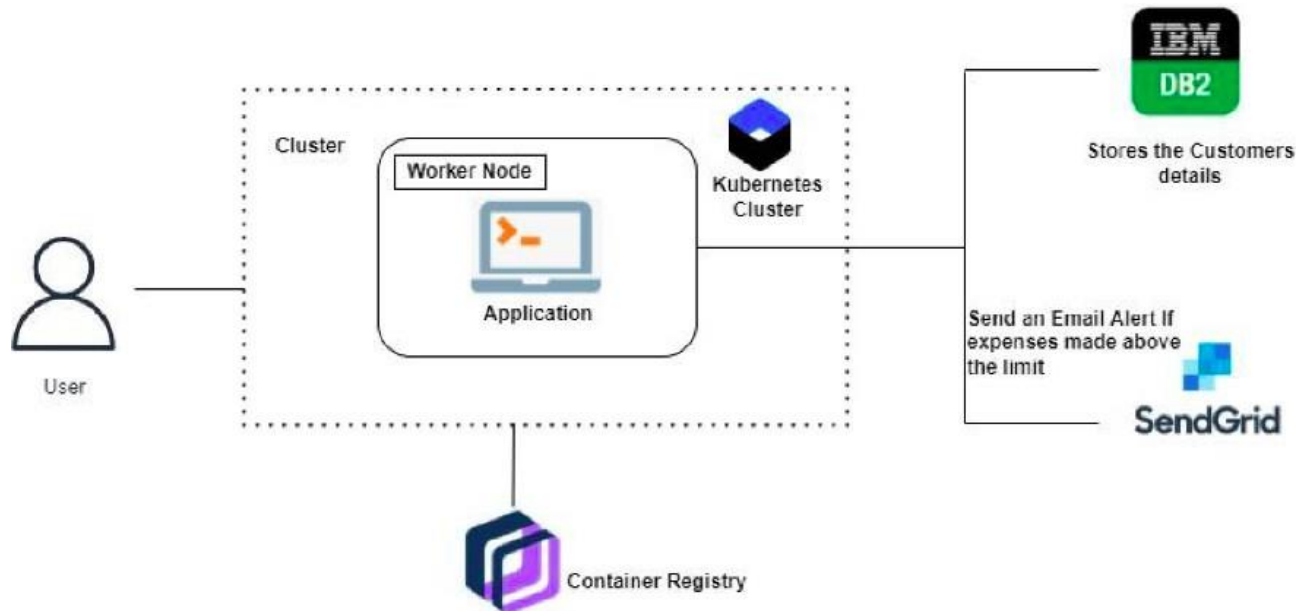 IBM
DB2
Stores the Customers
details
Cluster
Worker Node
Kubernetes
Cluster
Application
User
Send an Email Alert If
expenses made above
the limit
SendGrid
Container Registry